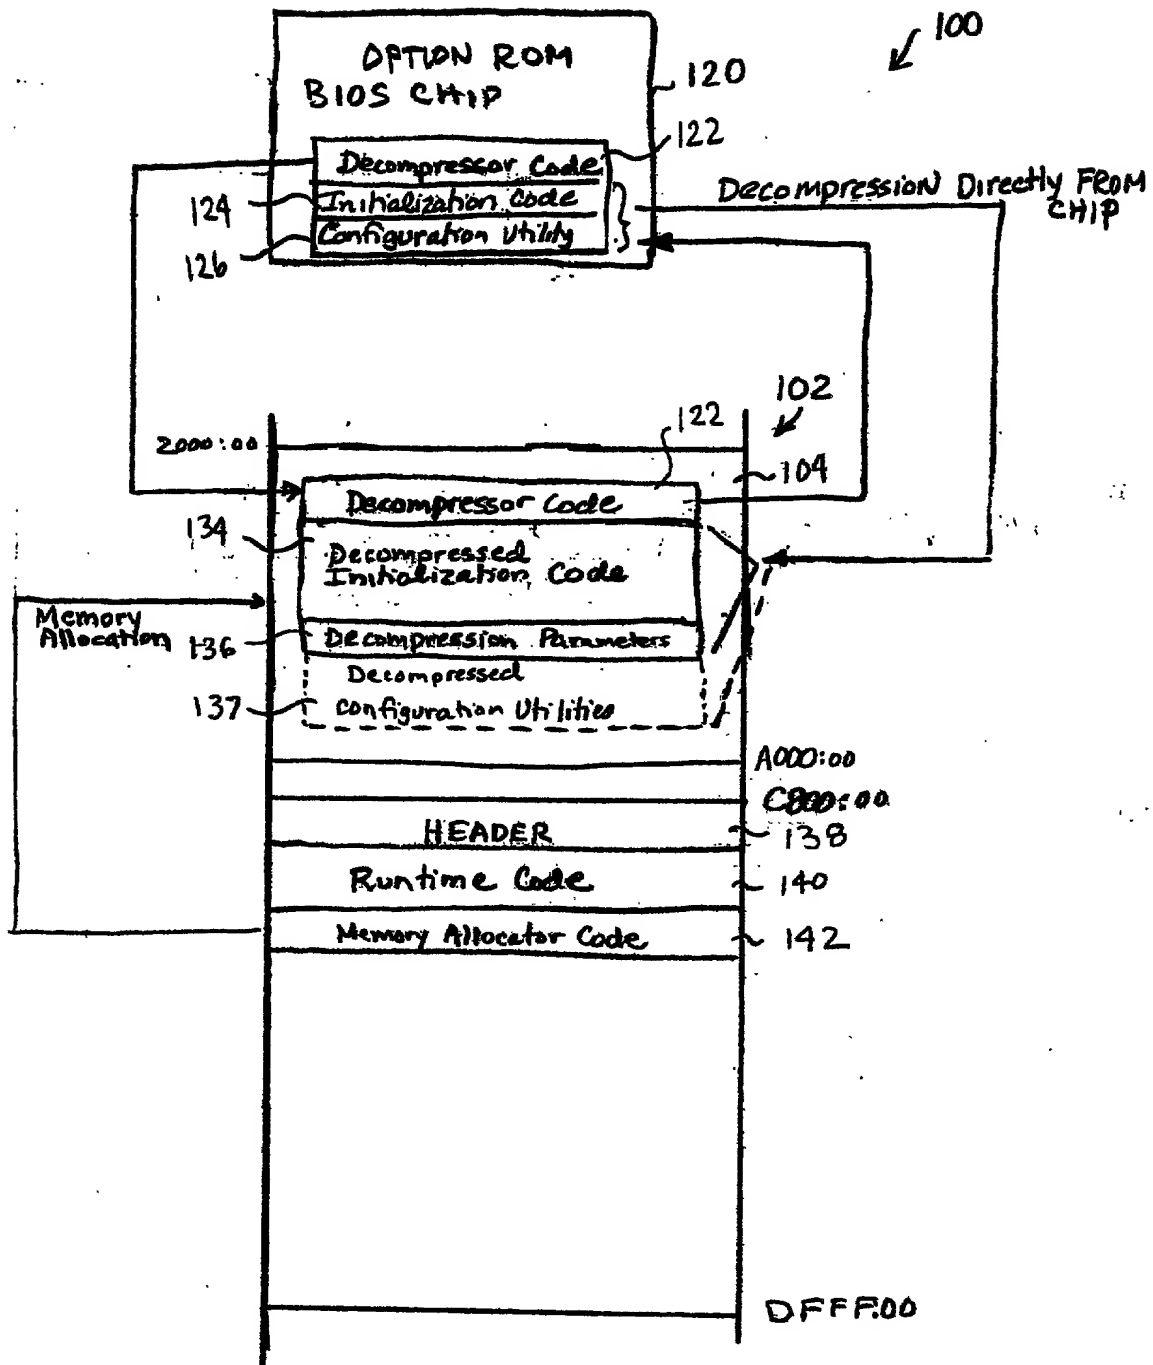 100
OPTION ROM
BIOS CHIP
120
122
Decompressor Code
124
Initialization Code
Configuration Utility
126
Decompression Directly FROM
CHIP
102
122
2000:00
104
Decompressor Code
134
Decompressed
Initialization Code
Memory
Allocation
136
Decompression Parameters
Decompressed
137
Configuration Utilities
A000:00
C800:00
HEADER
138
Runtime Code
140
Memory Allocator Code
142
DFFF:00